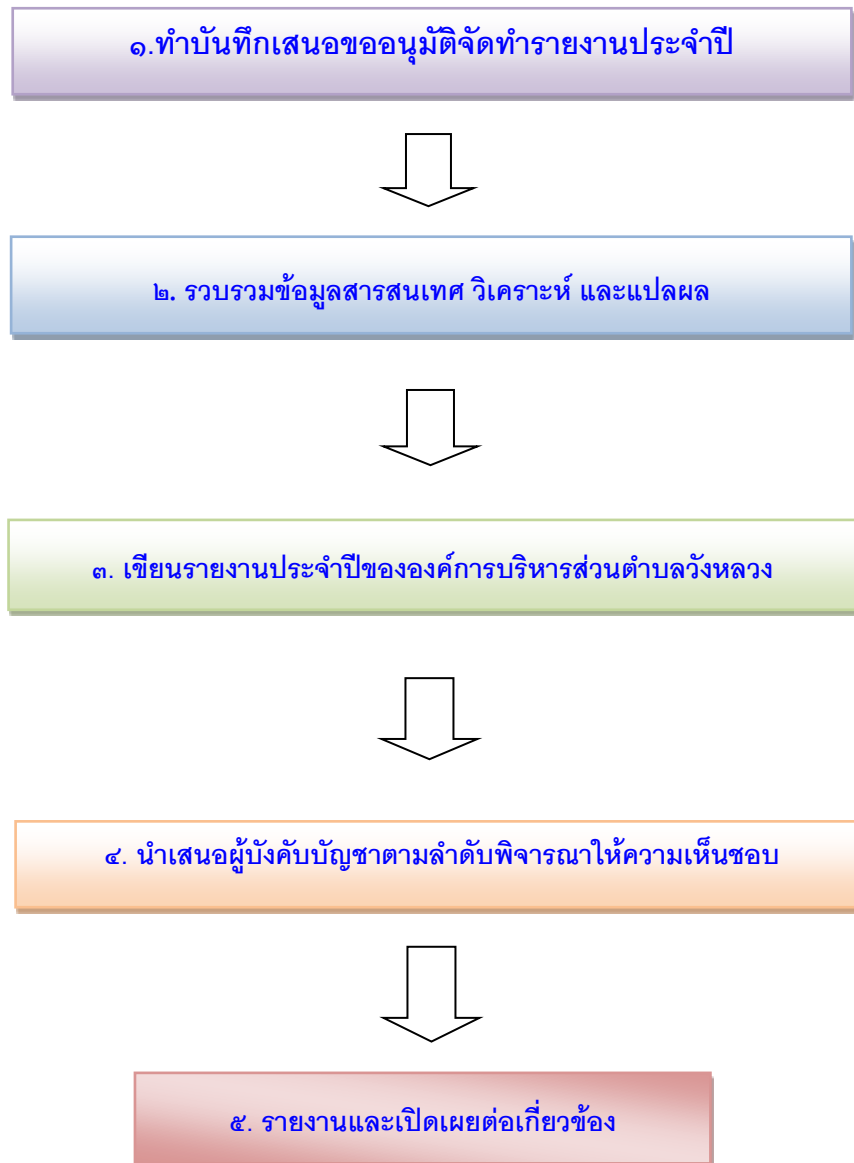 ๑.ทำบันทึกเสนอขออนุมัติจัดทำรายงานประจำปี
๒. รวบรวมข้อมูลสารสนเทศ วิเคราะห์ และแปลผล
๓. เขียนรายงานประจำปีขององค์การบริหารส่วนตำบลวังหลวง
๔. นำเสนอผู้บังคับบัญชาตามลำดับพิจารณาให้ความเห็นชอบ
๕. รายงานและเปิดเผยต่อเกี่ยวข้อง